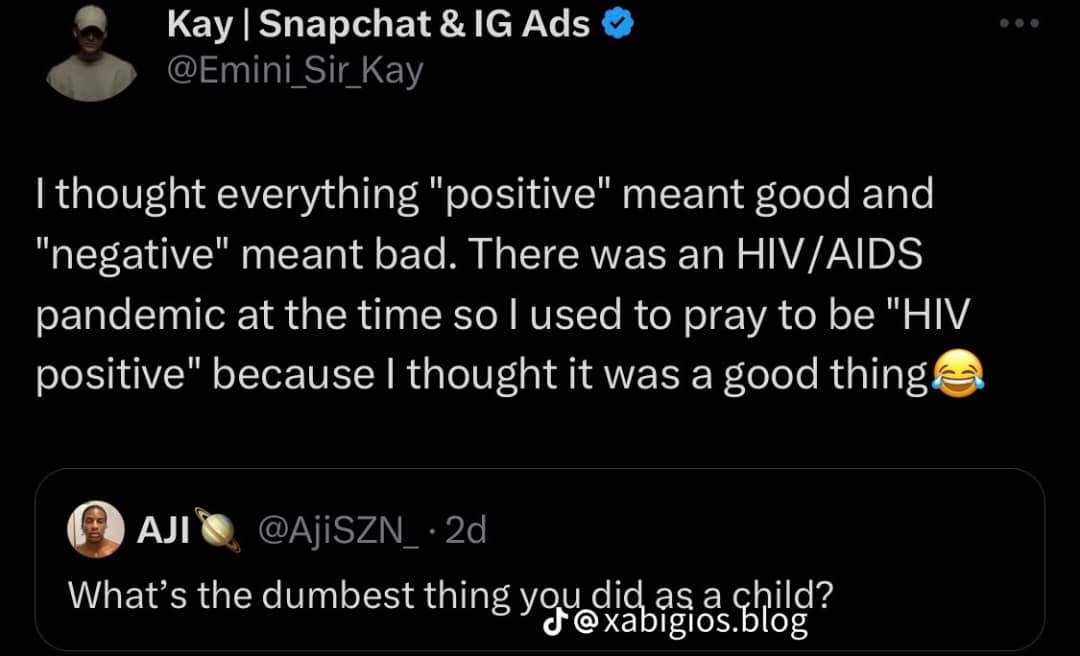 Kay | Snapchat & IG Ads
@Emini_Sir_Kay
I thought everything "positive" meant good and
"negative" meant bad. There was an HIV/AIDS
pandemic at the time so I used to pray to be "HIV
positive" because I thought it was a good thing😂
AJI🪐 @AjiSZN_ · 2d
What's the dumbest thing you did as a child?
@xabigios.blog